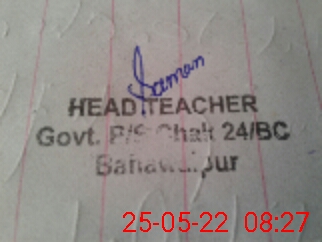 HEAD TEACHER
Govt. P/S Chak 24/BC
Bahawalpur
25-05-22 08:27